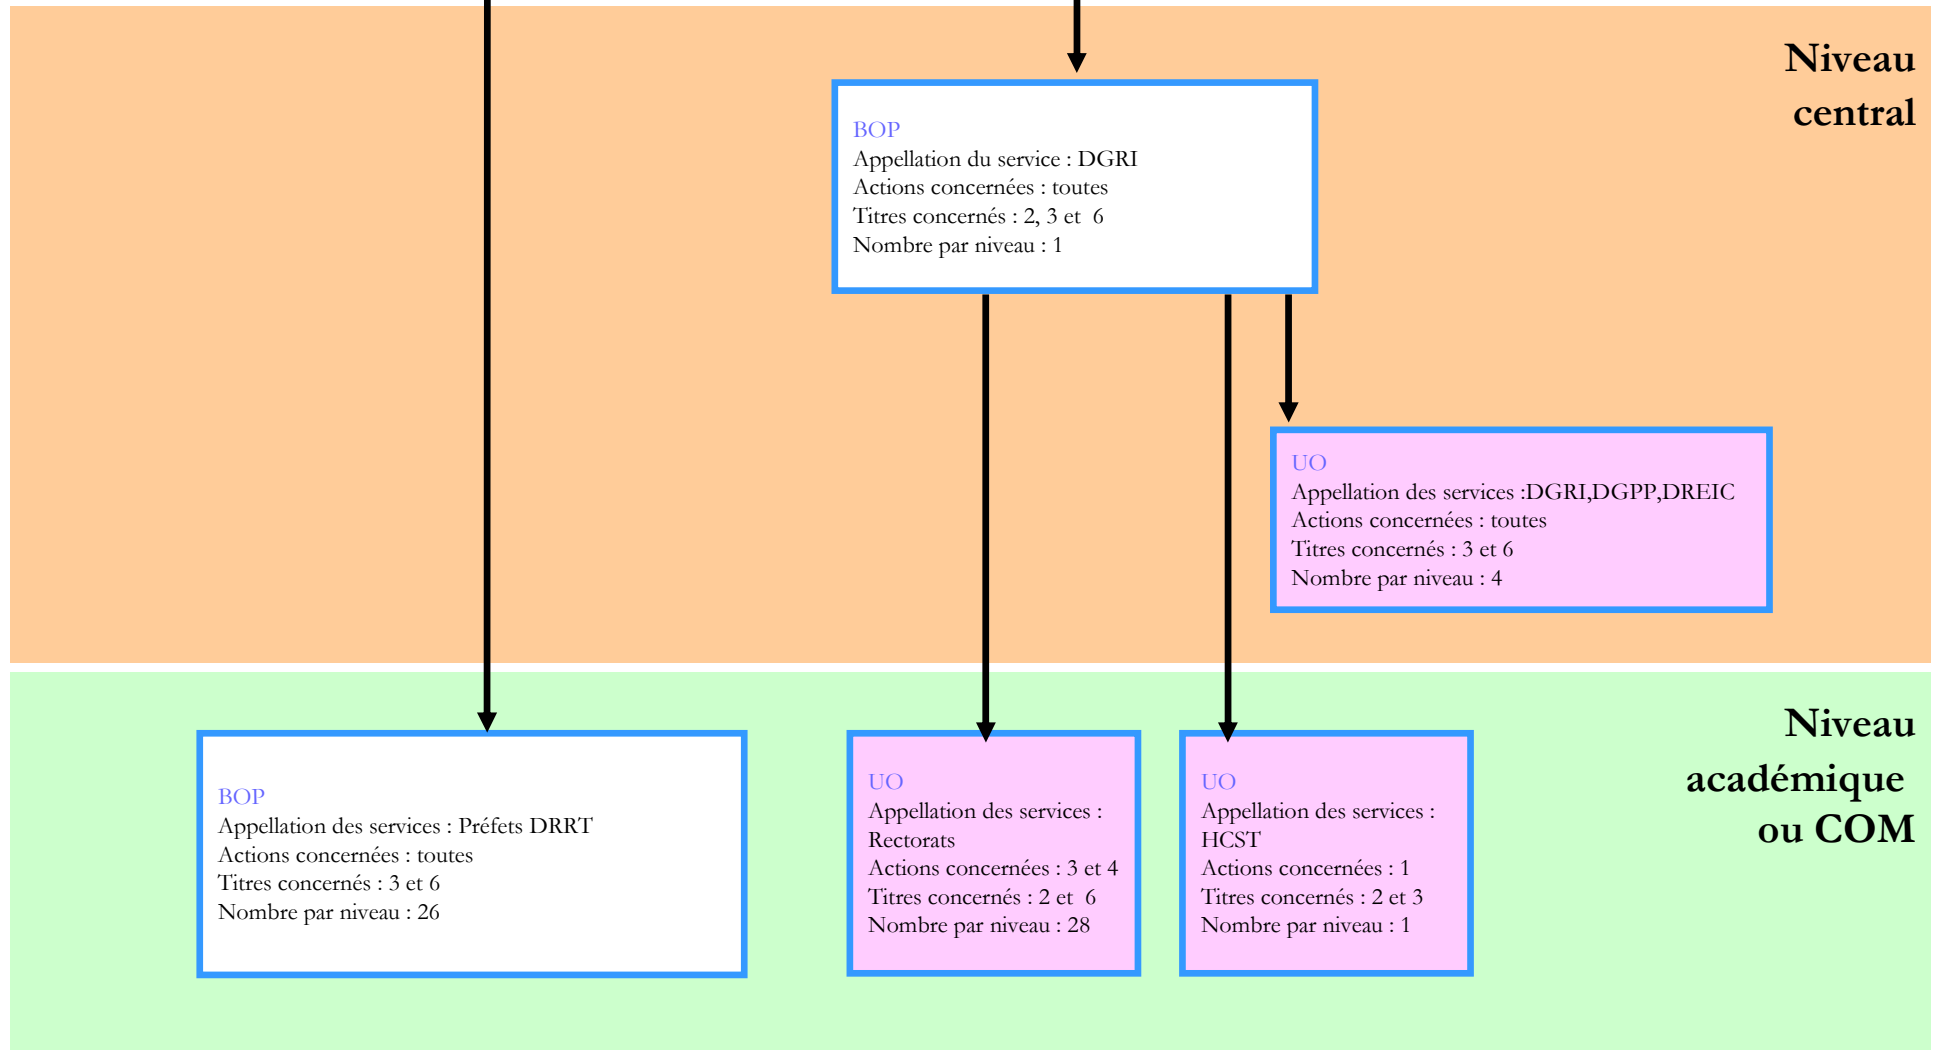 Niveau
central
BOP
Appellation du service : DGRI
Actions concernées : toutes
Titres concernés : 2, 3 et  6
Nombre par niveau : 1
UO
Appellation des services :DGRI,DGPP,DREIC
Actions concernées : toutes
Titres concernés : 3 et 6
Nombre par niveau : 4
Niveau
académique
ou COM
BOP
Appellation des services : Préfets DRRT
Actions concernées : toutes
Titres concernés : 3 et 6
Nombre par niveau : 26
UO
Appellation des services :
Rectorats
Actions concernées : 3 et 4
Titres concernés : 2 et  6
Nombre par niveau : 28
UO
Appellation des services :
HCST
Actions concernées : 1
Titres concernés : 2 et 3
Nombre par niveau : 1